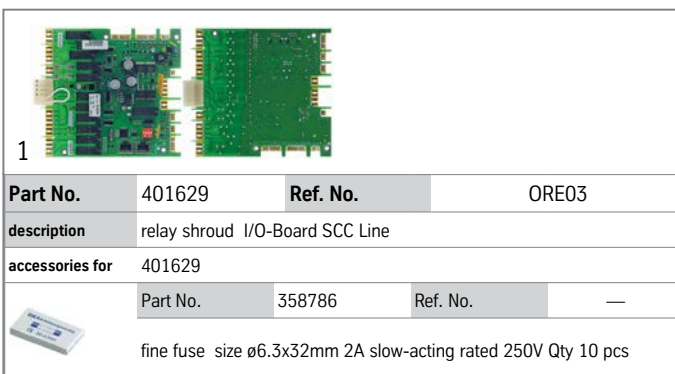 1
Part No. 401629 Ref. No. ORE03
description relay shroud I/O-Board SCC Line
accessories for 401629
Part No. 358786 Ref. No. —
fine fuse size ø6.3x32mm 2A slow-acting rated 250V Qty 10 pcs